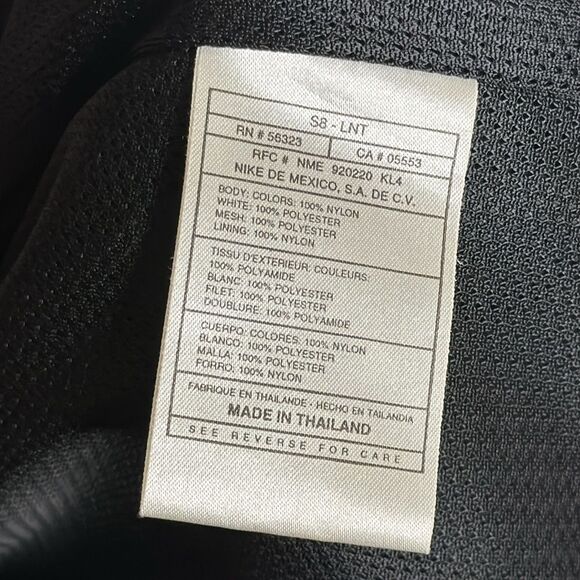 S8 - LNT
RN # 56323 CA # 05553
RFC # NME 920220 KL4
NIKE DE MEXICO, S.A. DE C.V.
BODY: COLORS: 100% NYLON
WHITE: 100% POLYESTER
MESH: 100% POLYESTER
LINING: 100% NYLON
TISSU D'EXTERIEUR: COULEURS:
100% POLYAMIDE
BLANC: 100% POLYESTER
FILET: 100% POLYESTER
DOUBLURE: 100% POLYAMIDE
CUERPO: COLORES: 100% NYLON
BLANCO: 100% POLYESTER
MALLA: 100% POLYESTER
FORRO: 100% NYLON
FABRIQUE EN THAILANDE - HECHO EN TAILANDIA
MADE IN THAILAND
SEE REVERSE FOR CARE